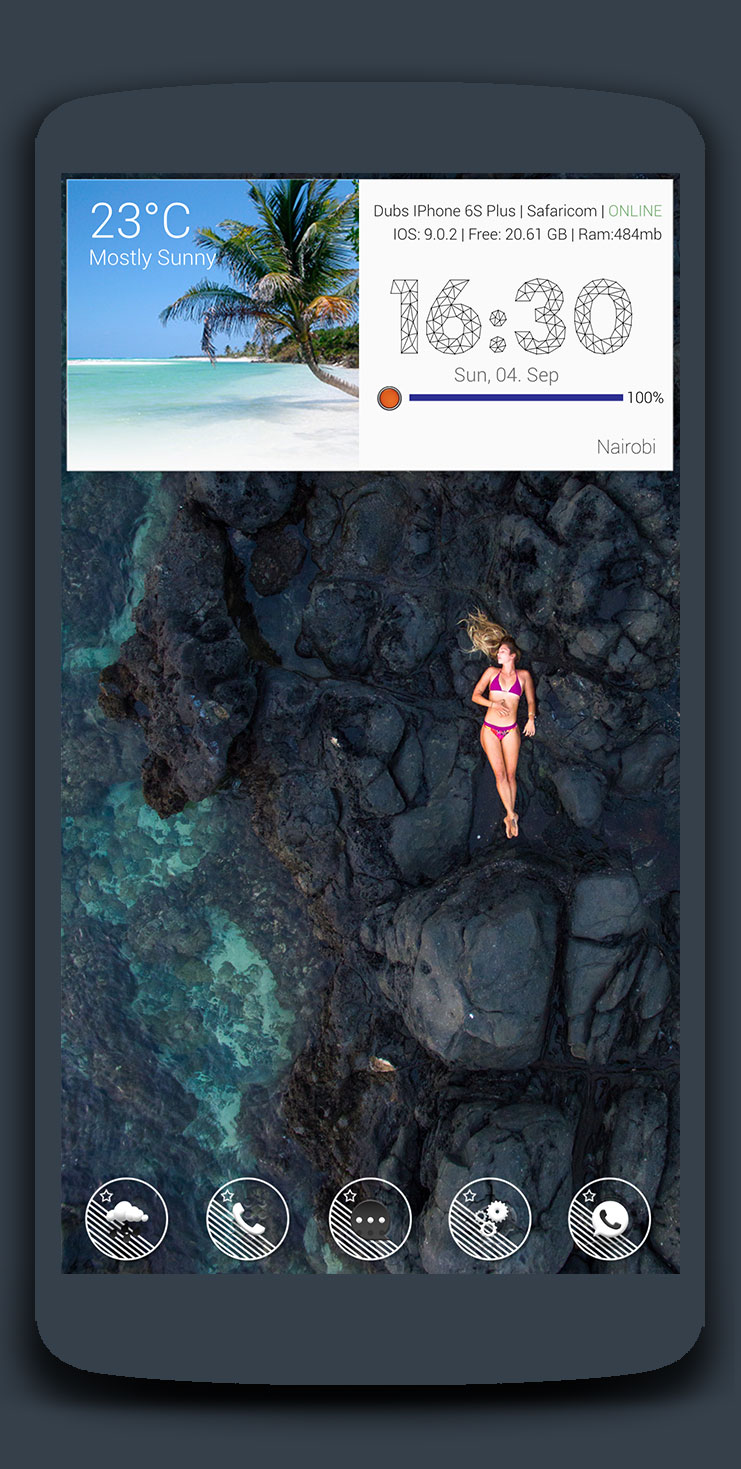 23°C
Mostly Sunny
Dubs IPhone 6S Plus | Safaricom | ONLINE
IOS: 9.0.2 | Free: 20.61 GB | Ram:484mb
16:30
Sun, 04. Sep
100%
Nairobi